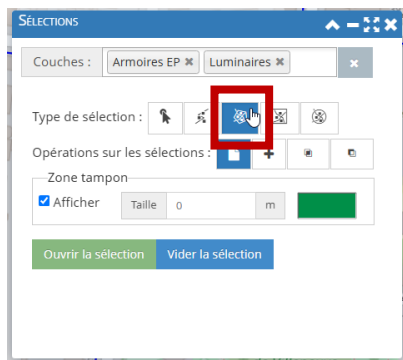 SÉLECTIONS
Couches : Armoires EP ✖ Luminaires ✖ ×
Type de sélection :
Opérations sur les sélections :
Zone tampon
Afficher Taille 0 m
Ouvrir la sélection Vider la sélection